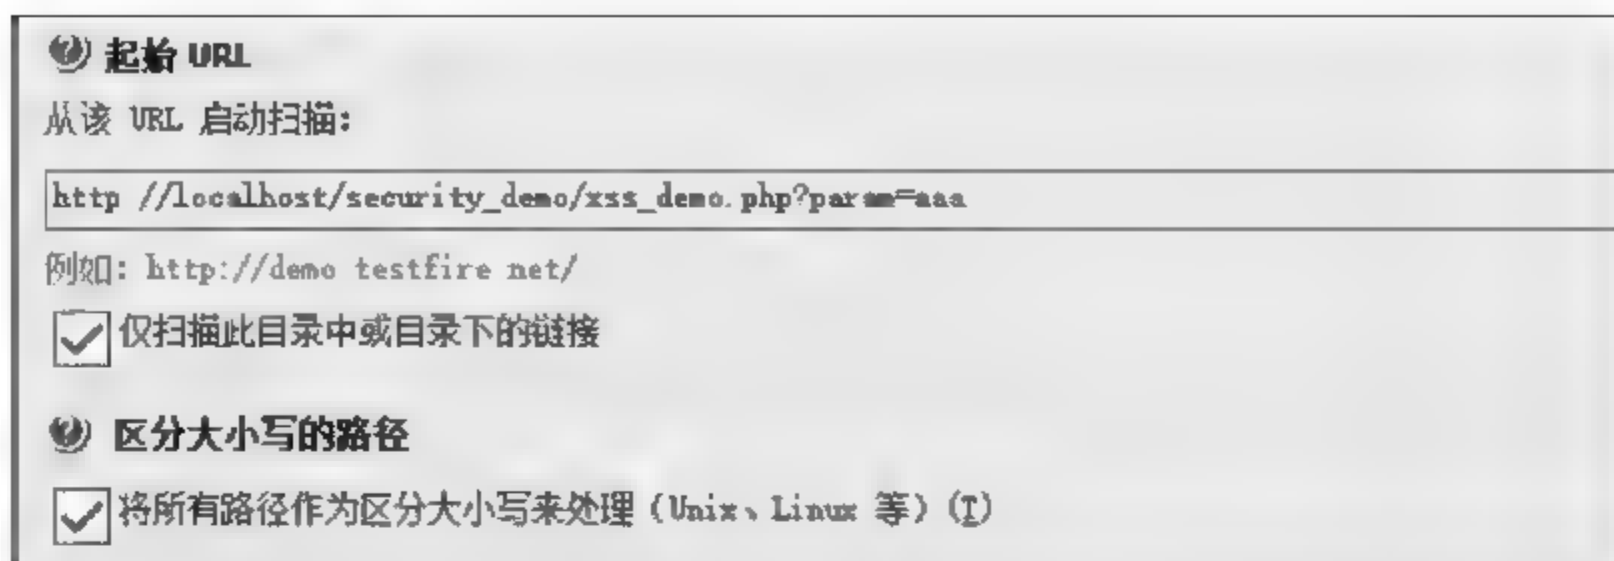 起始 URL
从该 URL 启动扫描：
http //localhost/security_demo/xss_demo.php?param=aaa
例如：http://demo testfire net/
仅扫描此目录中或目录下的链接
区分大小写的路径
将所有路径作为区分大小写来处理（Unix、Linux 等）(T)